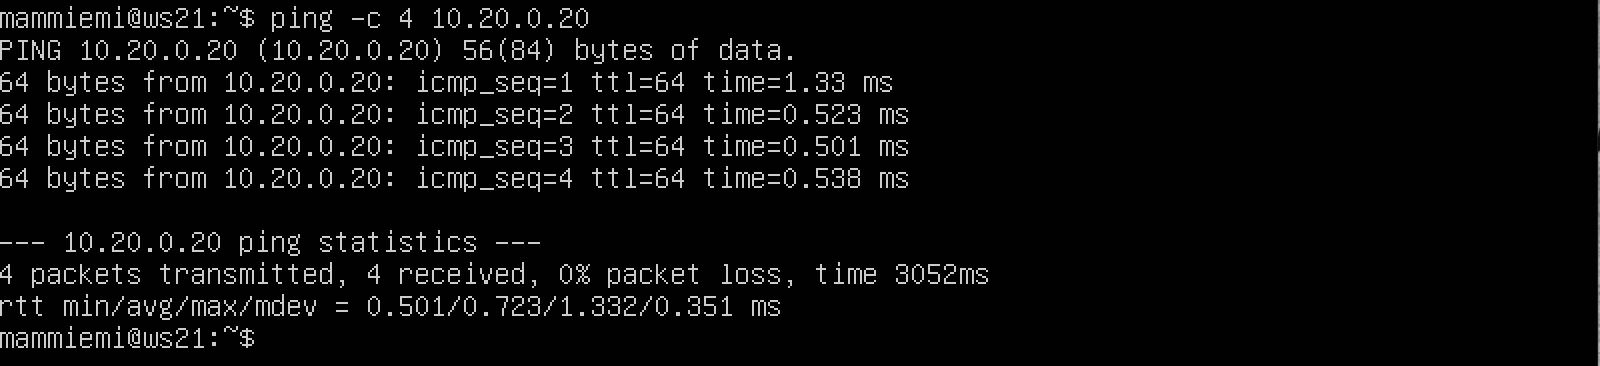 mammiemi@ws21:~$ ping -c 4 10.20.0.20
PING 10.20.0.20 (10.20.0.20) 56(84) bytes of data.
64 bytes from 10.20.0.20: icmp_seq=1 ttl=64 time=1.33 ms
64 bytes from 10.20.0.20: icmp_seq=2 ttl=64 time=0.523 ms
64 bytes from 10.20.0.20: icmp_seq=3 ttl=64 time=0.501 ms
64 bytes from 10.20.0.20: icmp_seq=4 ttl=64 time=0.538 ms
--- 10.20.0.20 ping statistics ---
4 packets transmitted, 4 received, 0% packet loss, time 3052ms
rtt min/avg/max/mdev = 0.501/0.723/1.332/0.351 ms
mammiemi@ws21:~$